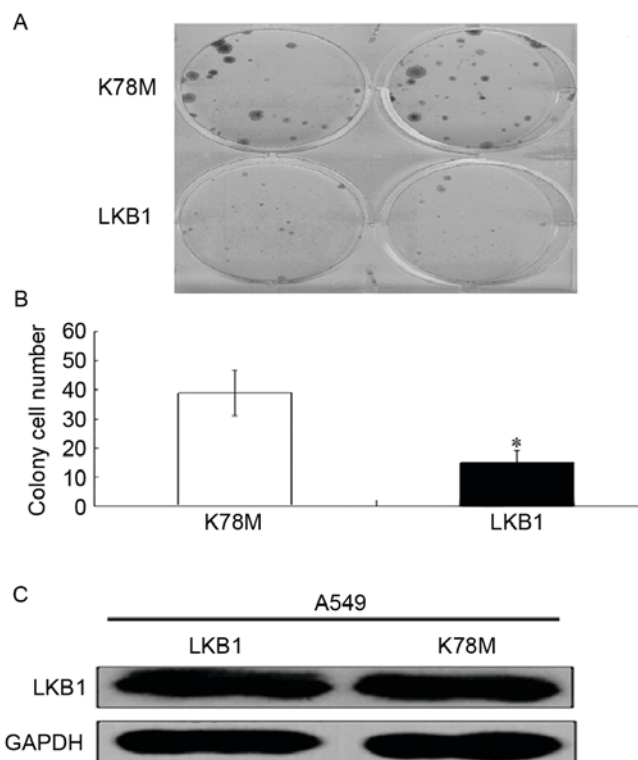 A
K78M
LKB1
B
Colony cell number
60
50
40
30
20
10
0
*
K78M LKB1
C
A549
LKB1 K78M
LKB1
GAPDH